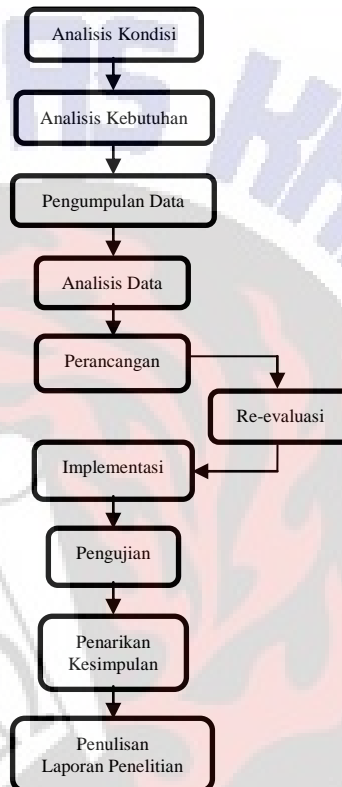 Analisis Kondisi
Analisis Kebutuhan
Pengumpulan Data
Analisis Data
Perancangan
Re-evaluasi
Implementasi
Pengujian
Penarikan
Kesimpulan
Penulisan
Laporan Penelitian